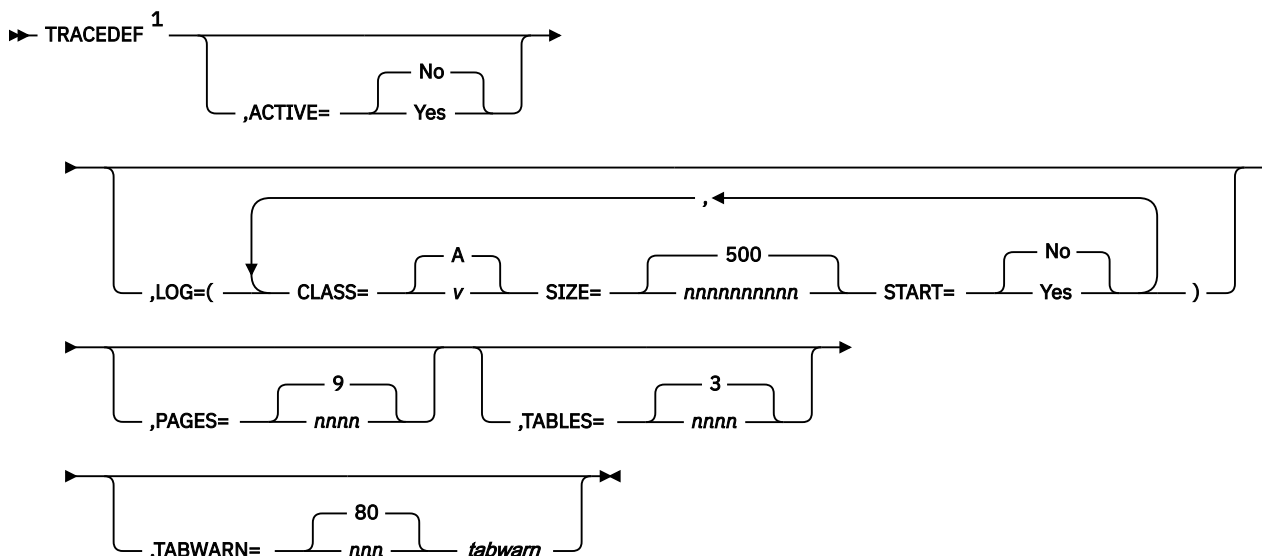 TRACEDEF 1
No
,ACTIVE= Yes
,
A 500 No
,LOG=( CLASS= v SIZE= nnnnnnnnnn START= Yes )
9 3
,PAGES= nnnn ,TABLES= nnnn
80
,TABWARN= nnn tabwarn